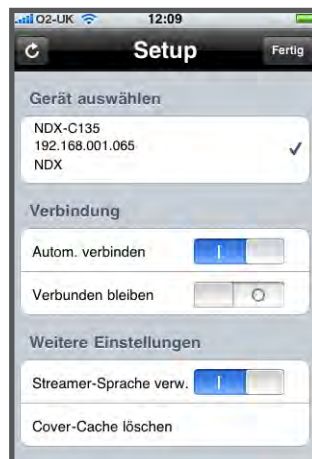 O2-UK 12:09
Setup Fertig
Gerät auswählen
NDX-C135
192.168.001.065
NDX
Verbindung
Autom. verbinden
Verbunden bleiben
Weitere Einstellungen
Streamer-Sprache verw.
Cover-Cache löschen